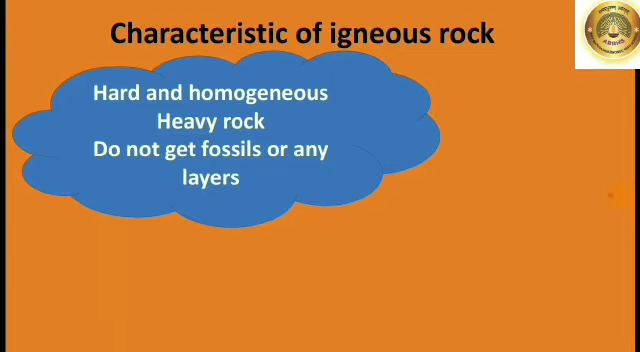 Characteristic of igneous rock
Hard and homogeneous
Heavy rock
Do not get fossils or any
layers